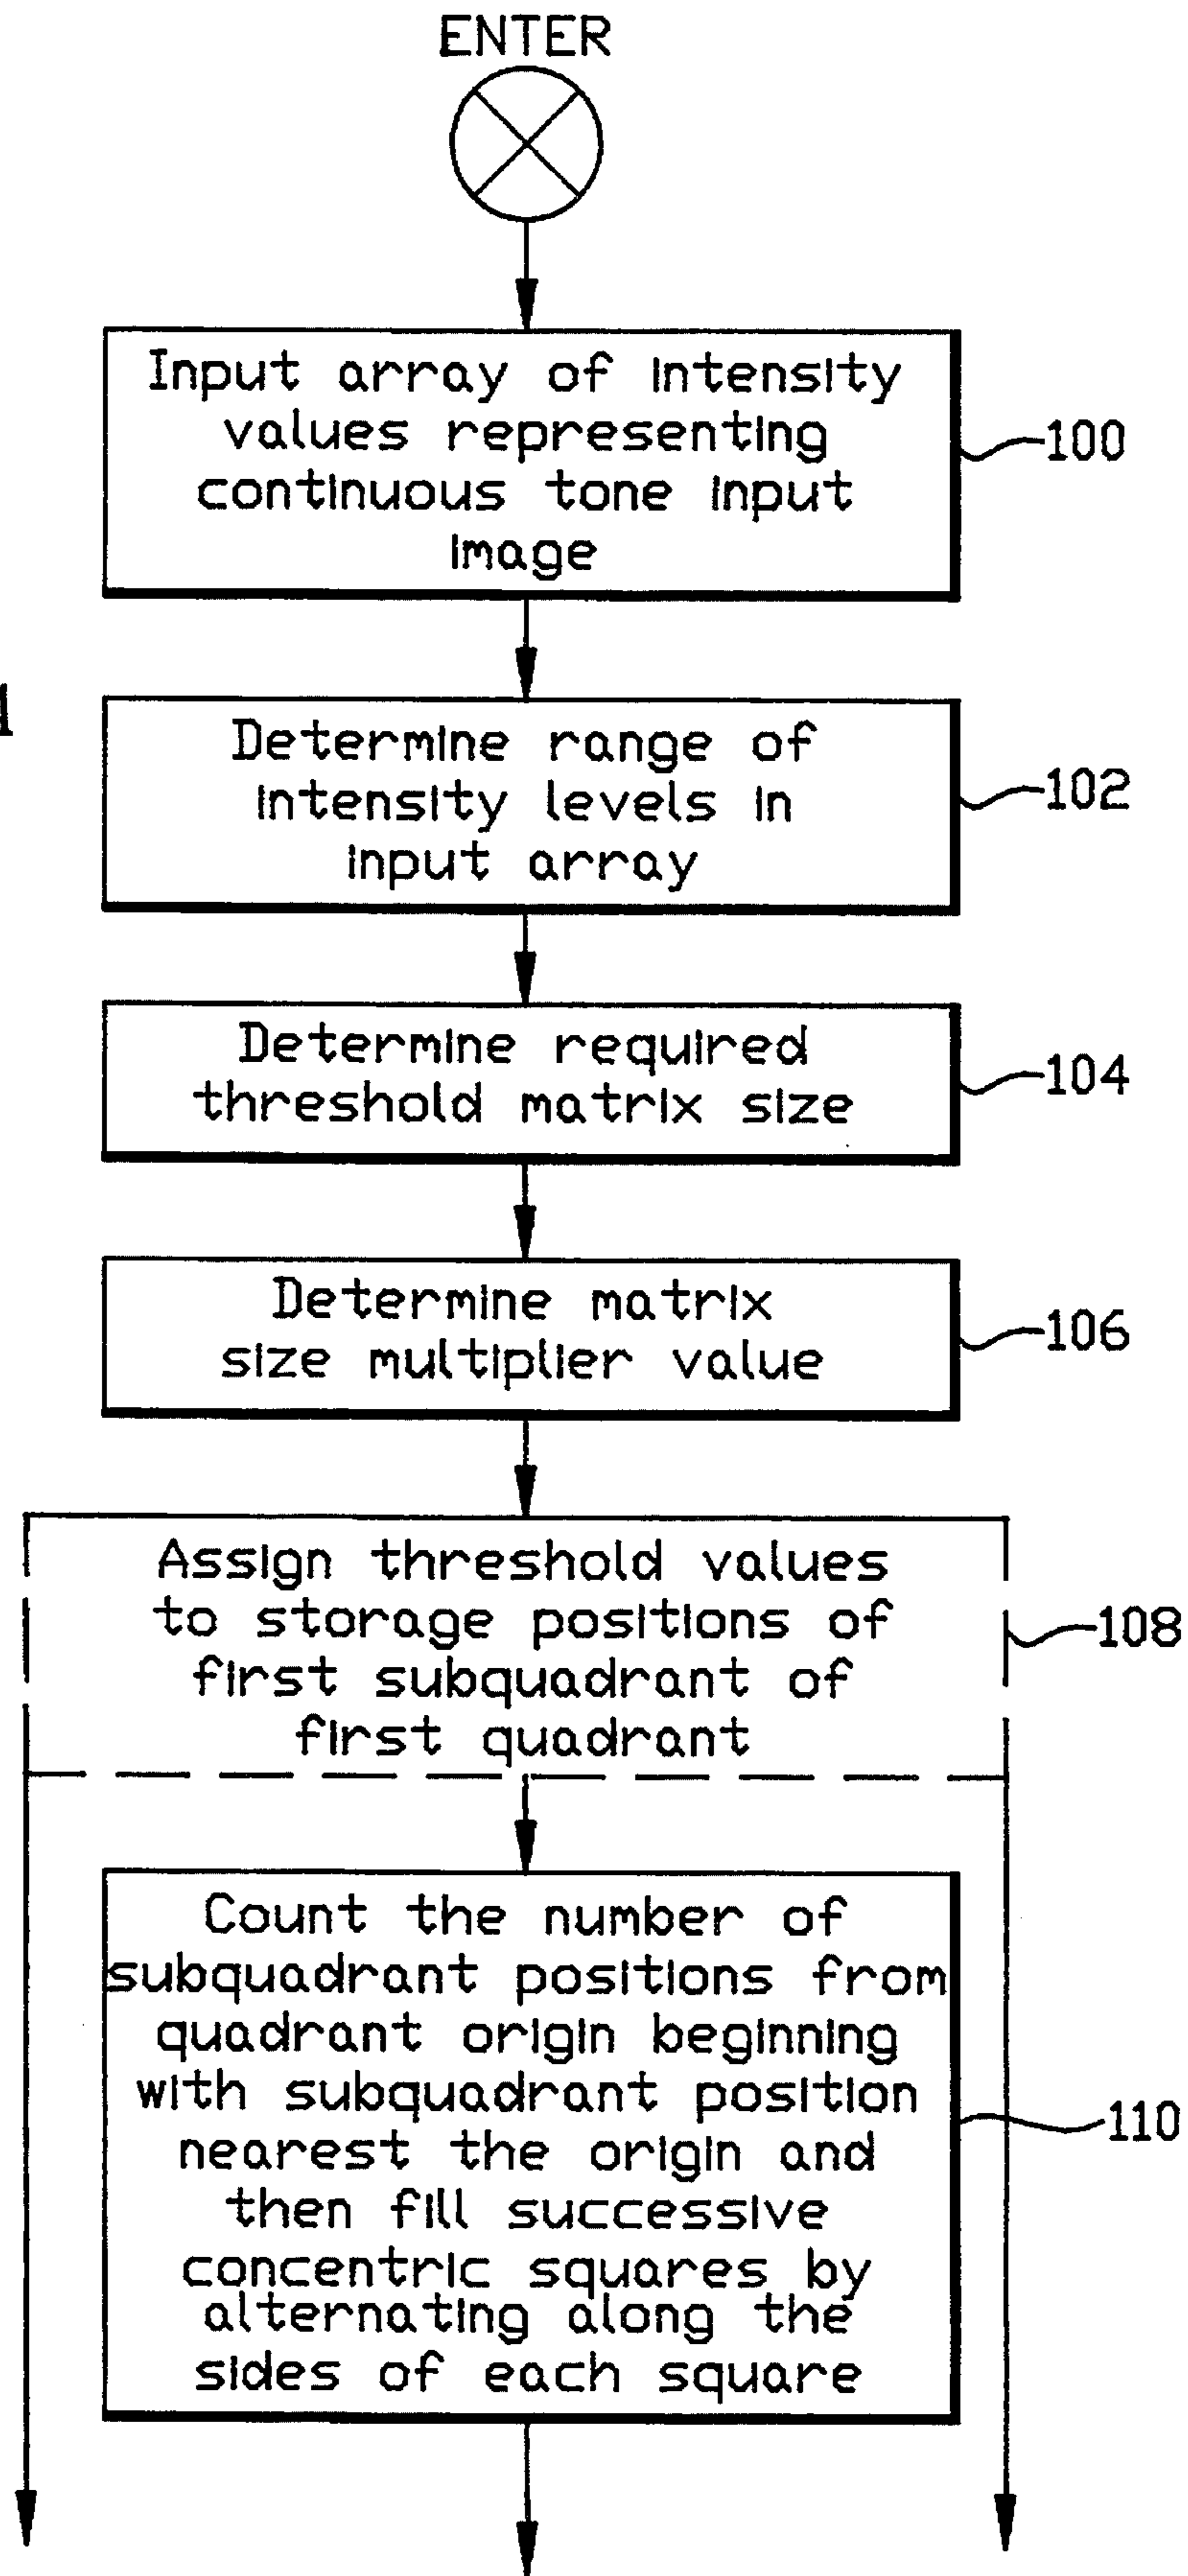 ENTER
Input array of intensity
values representing
continuous tone input
image
100
1
Determine range of
intensity levels in
input array
102
Determine required
threshold matrix size
104
Determine matrix
size multiplier value
106
Assign threshold values
to storage positions of
first subquadrant of
first quadrant
108
Count the number of
subquadrant positions from
quadrant origin beginning
with subquadrant position
nearest the origin and
then fill successive
concentric squares by
alternating along the
sides of each square
110